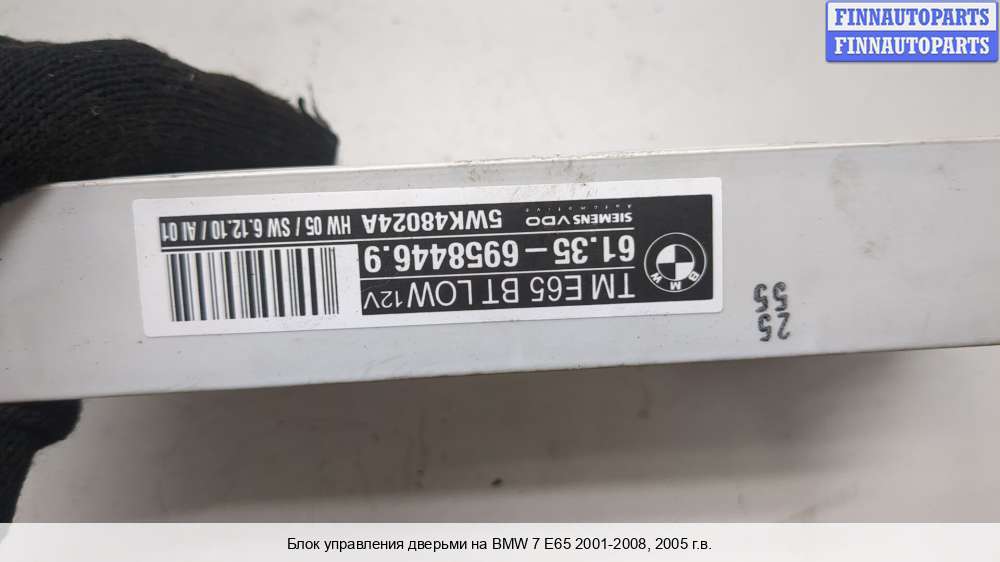 FINNAUTOPARTS
FINNAUTOPARTS
TM E65 BT LOW 12V
BMW
61.35-6958446.9
SIEMENS VDO
Automotive
5WK48024A HW 05 / SW 6.12.10 / AI 01
25
55
Блок управления дверьми на BMW 7 E65 2001-2008, 2005 г.в.